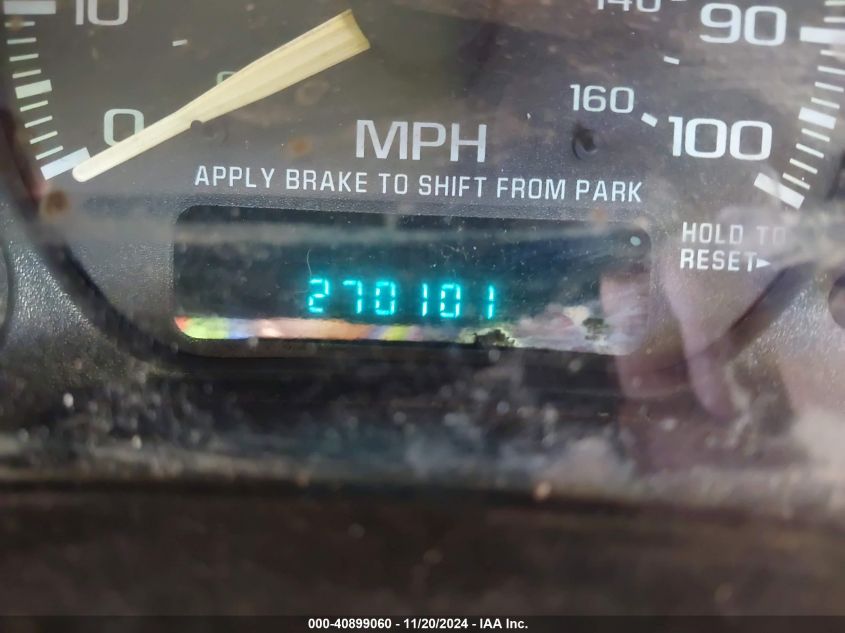 10
140
90
0
160
100
MPH
APPLY BRAKE TO SHIFT FROM PARK
HOLD TO
RESET
270101
000-40899060 - 11/20/2024 - IAA Inc.